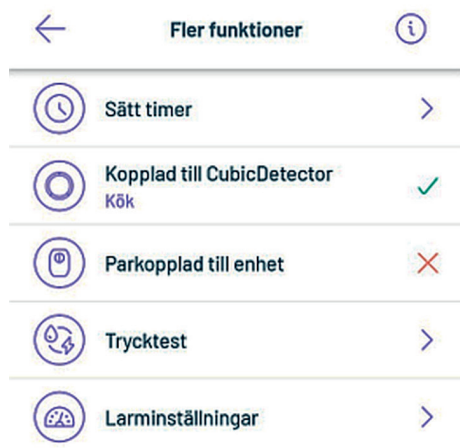 Fler funktioner
Sätt timer
Kopplad till CubicDetector
Kök
Parkopplad till enhet
Trycktest
Larminställningar